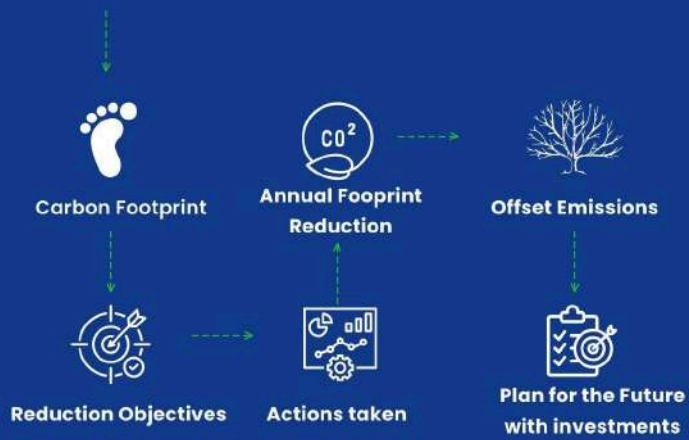 CO²
Carbon Footprint
Annual Fooprint
Reduction
Offset Emissions
Reduction Objectives
Actions taken
Plan for the Future
with investments